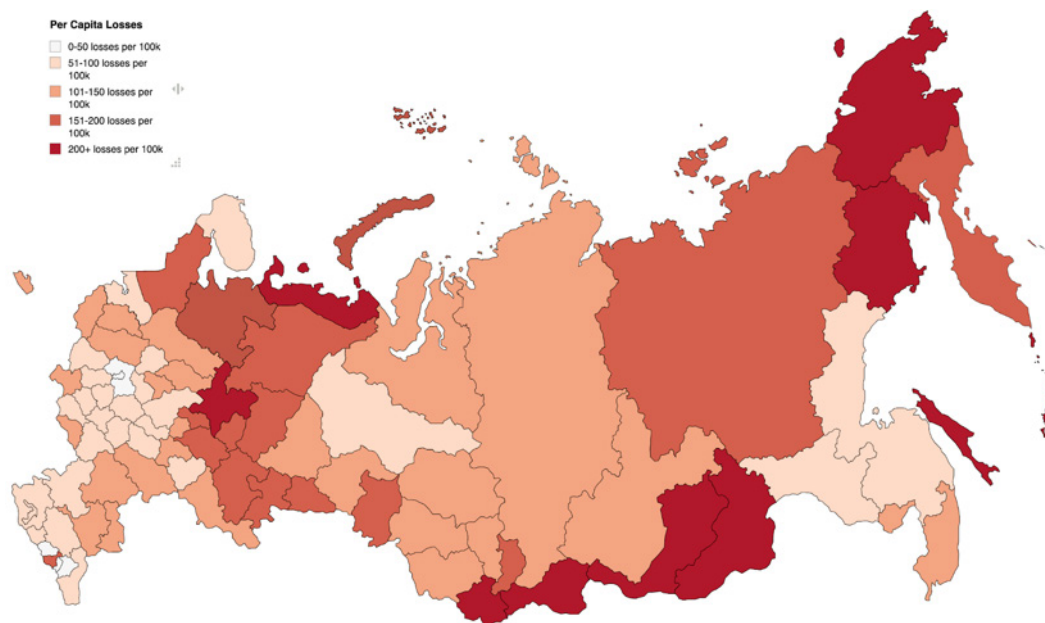 Per Capita Losses
0-50 losses per 100k
51-100 losses per
100k
101-150 losses per
100k
151-200 losses per
100k
200+ losses per 100k